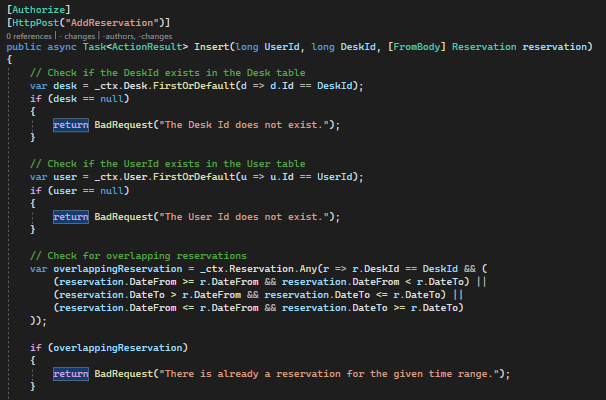 [Authorize]
[HttpPost("AddReservation")]
0 references | - changes | -authors, -changes
public async Task<ActionResult> Insert(long UserId, long DeskId, [FromBody] Reservation reservation)
{
// Check if the DeskId exists in the Desk table
var desk = _ctx.Desk.FirstOrDefault(d => d.Id == DeskId);
if (desk == null)
{
return BadRequest("The Desk Id does not exist.");
}
// Check if the UserId exists in the User table
var user = _ctx.User.FirstOrDefault(u => u.Id == UserId);
if (user == null)
{
return BadRequest("The User Id does not exist.");
}
// Check for overlapping reservations
var overlappingReservation = _ctx.Reservation.Any(r => r.DeskId == DeskId && (
(reservation.DateFrom >= r.DateFrom && reservation.DateFrom < r.DateTo) ||
(reservation.DateTo > r.DateFrom && reservation.DateTo <= r.DateTo) ||
(reservation.DateFrom <= r.DateFrom && reservation.DateTo >= r.DateTo)
));
if (overlappingReservation)
{
return BadRequest("There is already a reservation for the given time range.");
}